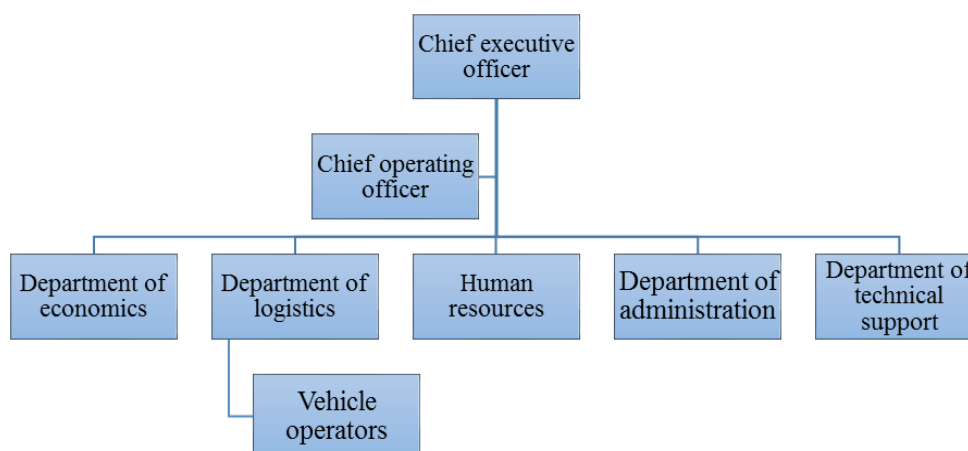 Chief executive
officer
Chief operating
officer
Department of
economics
Department of
logistics
Human
resources
Department of
administration
Department of
technical
support
Vehicle
operators